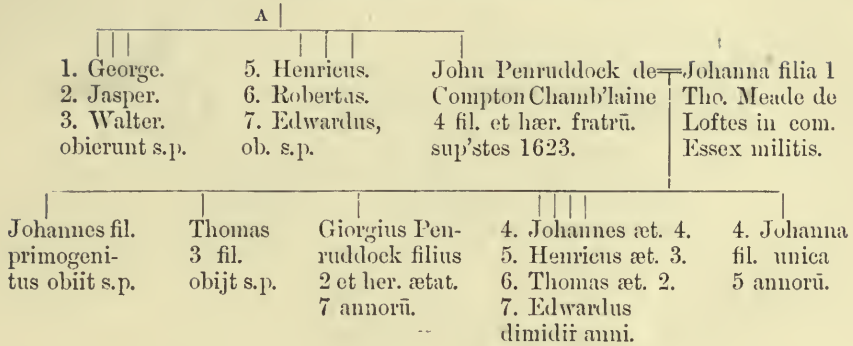 A
1. George.
2. Jasper.
3. Walter.
obierunt s.p.
5. Henricus.
6. Robertus.
7. Edwardus,
ob. s.p.
John Penruddock de
Compton Chamb'laine
4 fil. et hær. fratrū.
sup'stes 1623.
Johanna filia 1
Tho. Meade de
Loftes in com.
Essex militis.
Johannes fil.
primogeni-
tus obiit s.p.
Thomas
3 fil.
obijt s.p.
Giorgius Pen-
ruddock filius
2 et her. ætat.
7 annorū.
4. Johannes æt. 4.
5. Henricus æt. 3.
6. Thomas æt. 2.
7. Edwardus
dimidii anni.
4. Johanna
fil. unica
5 annorū.